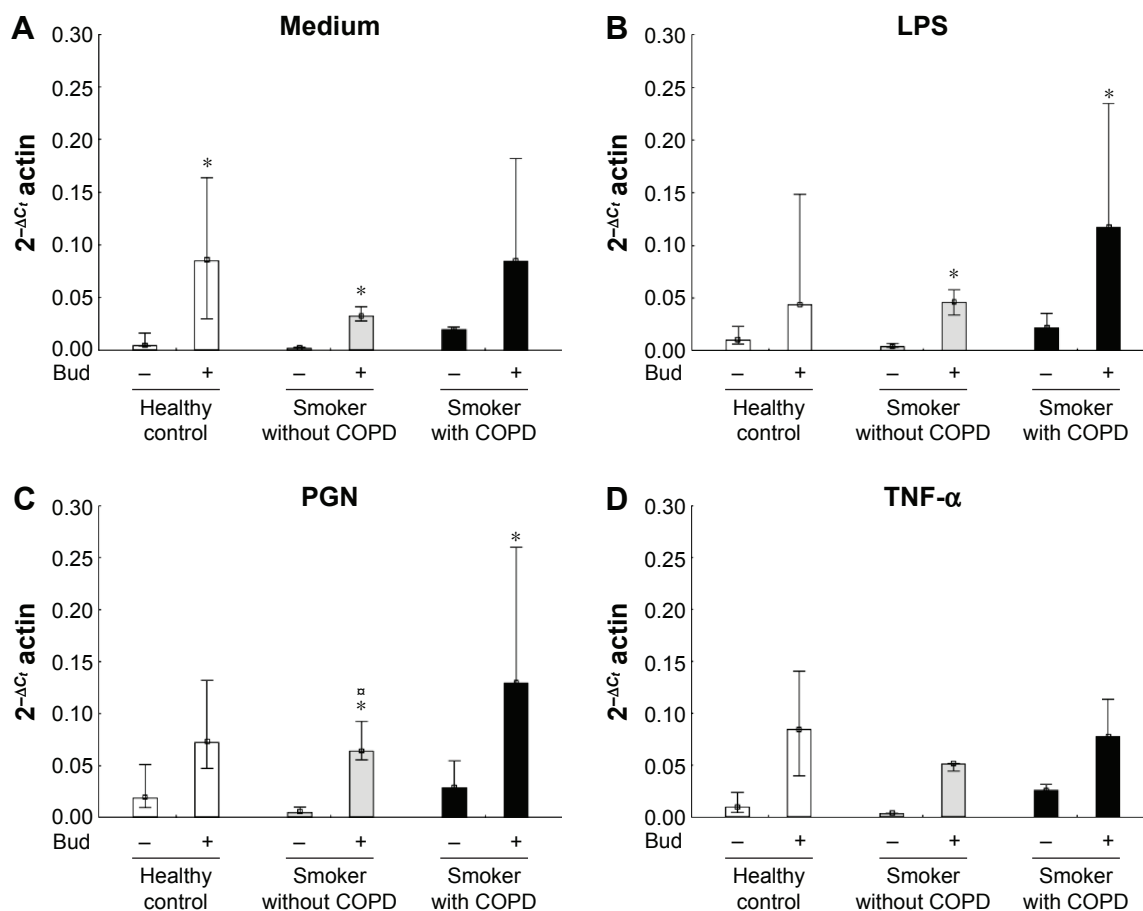 A Medium
0.30
0.25
0.20
0.15
0.10
0.05
0.00
2−ΔCt actin
*
*
Bud – + – + – +
Healthy control
Smoker without COPD
Smoker with COPD
B LPS
0.30
0.25
0.20
0.15
0.10
0.05
0.00
2−ΔCt actin
*
*
Bud – + – + – +
Healthy control
Smoker without COPD
Smoker with COPD
C PGN
0.30
0.25
0.20
0.15
0.10
0.05
0.00
2−ΔCt actin
¤
*
*
Bud – + – + – +
Healthy control
Smoker without COPD
Smoker with COPD
D TNF-α
0.30
0.25
0.20
0.15
0.10
0.05
0.00
2−ΔCt actin
Bud – + – + – +
Healthy control
Smoker without COPD
Smoker with COPD